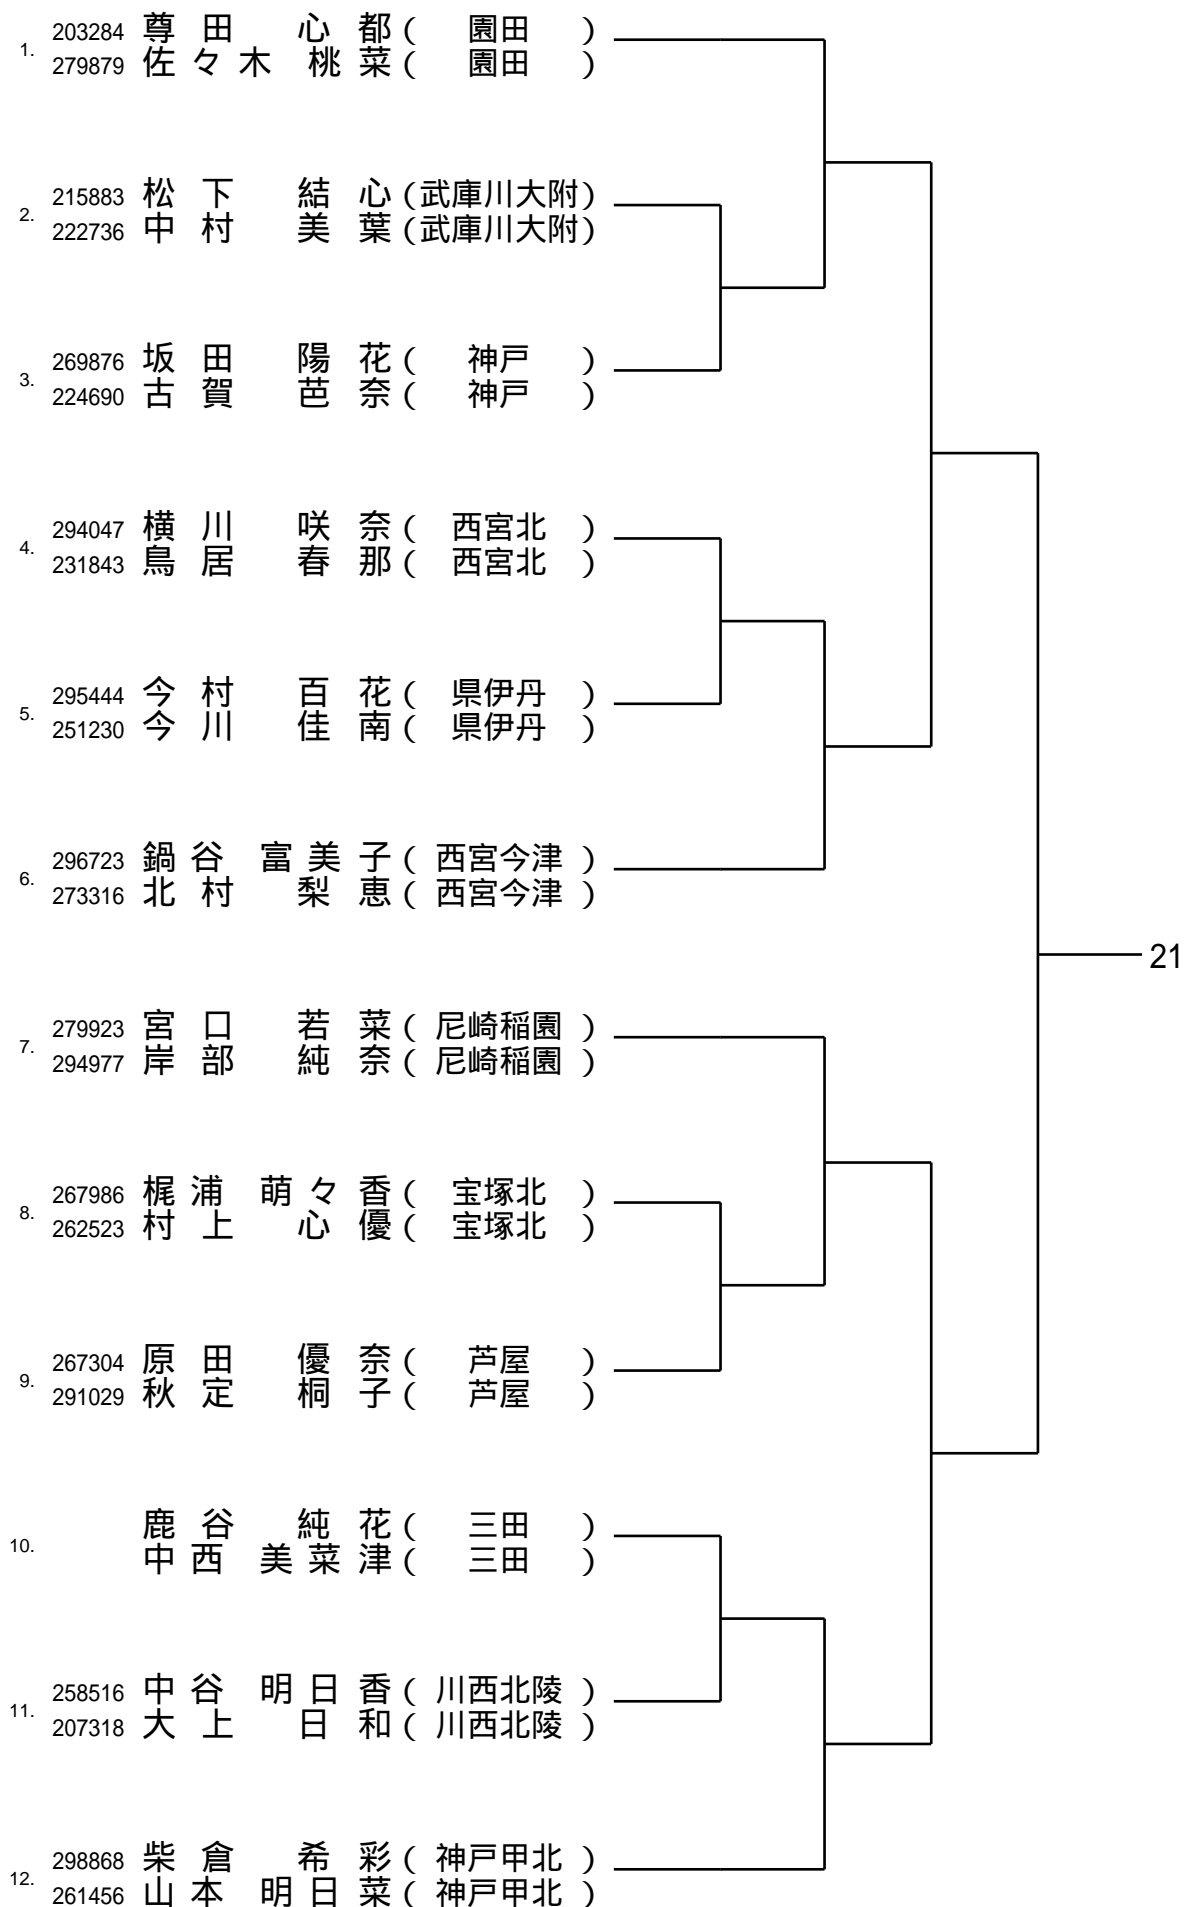 1. 203284 尊田 心都 ( 園田 )
279879 佐々木 桃菜 ( 園田 )
2. 215883 松下 結心 (武庫川大附)
222736 中村 美葉 (武庫川大附)
3. 269876 坂田 陽花 ( 神戸 )
224690 古賀 芭奈 ( 神戸 )
4. 294047 横川 咲奈 ( 西宮北 )
231843 鳥居 春那 ( 西宮北 )
5. 295444 今村 百花 ( 県伊丹 )
251230 今川 佳南 ( 県伊丹 )
6. 296723 鍋谷 富美子 ( 西宮今津 )
273316 北村 梨恵 ( 西宮今津 )
21
7. 279923 宮口 若菜 ( 尼崎稲園 )
294977 岸部 純奈 ( 尼崎稲園 )
8. 267986 梶浦 萌々香 ( 宝塚北 )
262523 村上 心優 ( 宝塚北 )
9. 267304 原田 優奈 ( 芦屋 )
291029 秋定 桐子 ( 芦屋 )
10. 鹿谷 純花 ( 三田 )
中西 美菜津 ( 三田 )
11. 258516 中谷 明日香 ( 川西北陵 )
207318 大上 日和 ( 川西北陵 )
12. 298868 柴倉 希彩 ( 神戸甲北 )
261456 山本 明日菜 ( 神戸甲北 )